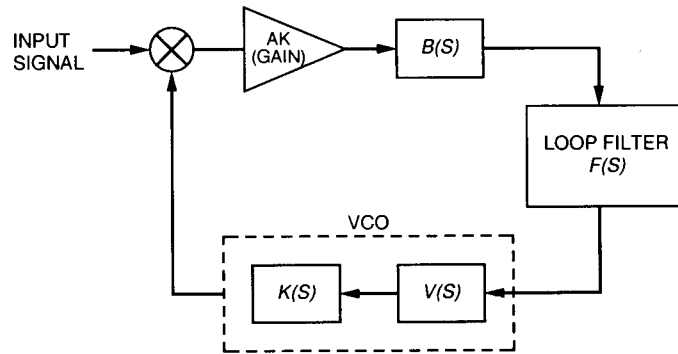 INPUT
SIGNAL
AK
(GAIN)
B(S)
LOOP FILTER
F(S)
VCO
K(S)
V(S)